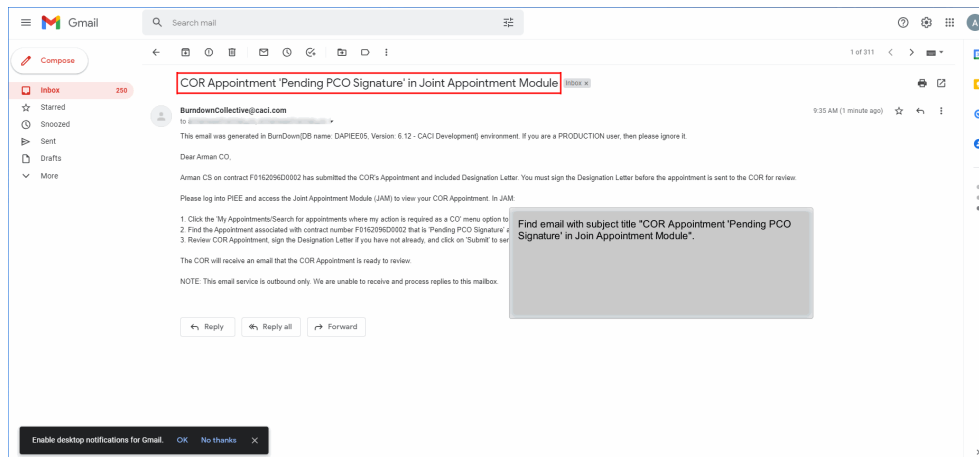 Gmail
Search mail
Compose
1 of 311
Inbox 250
Starred
Snoozed
Sent
Drafts
More
COR Appointment 'Pending PCO Signature' in Joint Appointment Module Inbox x
BurndownCollective@caci.com
9:35 AM (1 minute ago)
to
This email was generated in BurnDown(DB name: DAPIEE05, Version: 6.12 - CACI Development) environment. If you are a PRODUCTION user, then please ignore it.
Dear Arman CO,
Arman CS on contract F0162096D0002 has submitted the COR's Appointment and included Designation Letter. You must sign the Designation Letter before the appointment is sent to the COR for review.
Please log into PIEE and access the Joint Appointment Module (JAM) to view your COR Appointment. In JAM:
1. Click the 'My Appointments/Search for appointments where my action is required as a CO' menu option to
2. Find the Appointment associated with contract number F0162096D0002 that is 'Pending PCO Signature'
3. Review COR Appointment, sign the Designation Letter if you have not already, and click on 'Submit' to
Find email with subject title "COR Appointment 'Pending PCO
Signature' in Join Appointment Module".
The COR will receive an email that the COR Appointment is ready to review.
NOTE: This email service is outbound only. We are unable to receive and process replies to this mailbox.
Reply Reply all Forward
Enable desktop notifications for Gmail. OK No thanks X